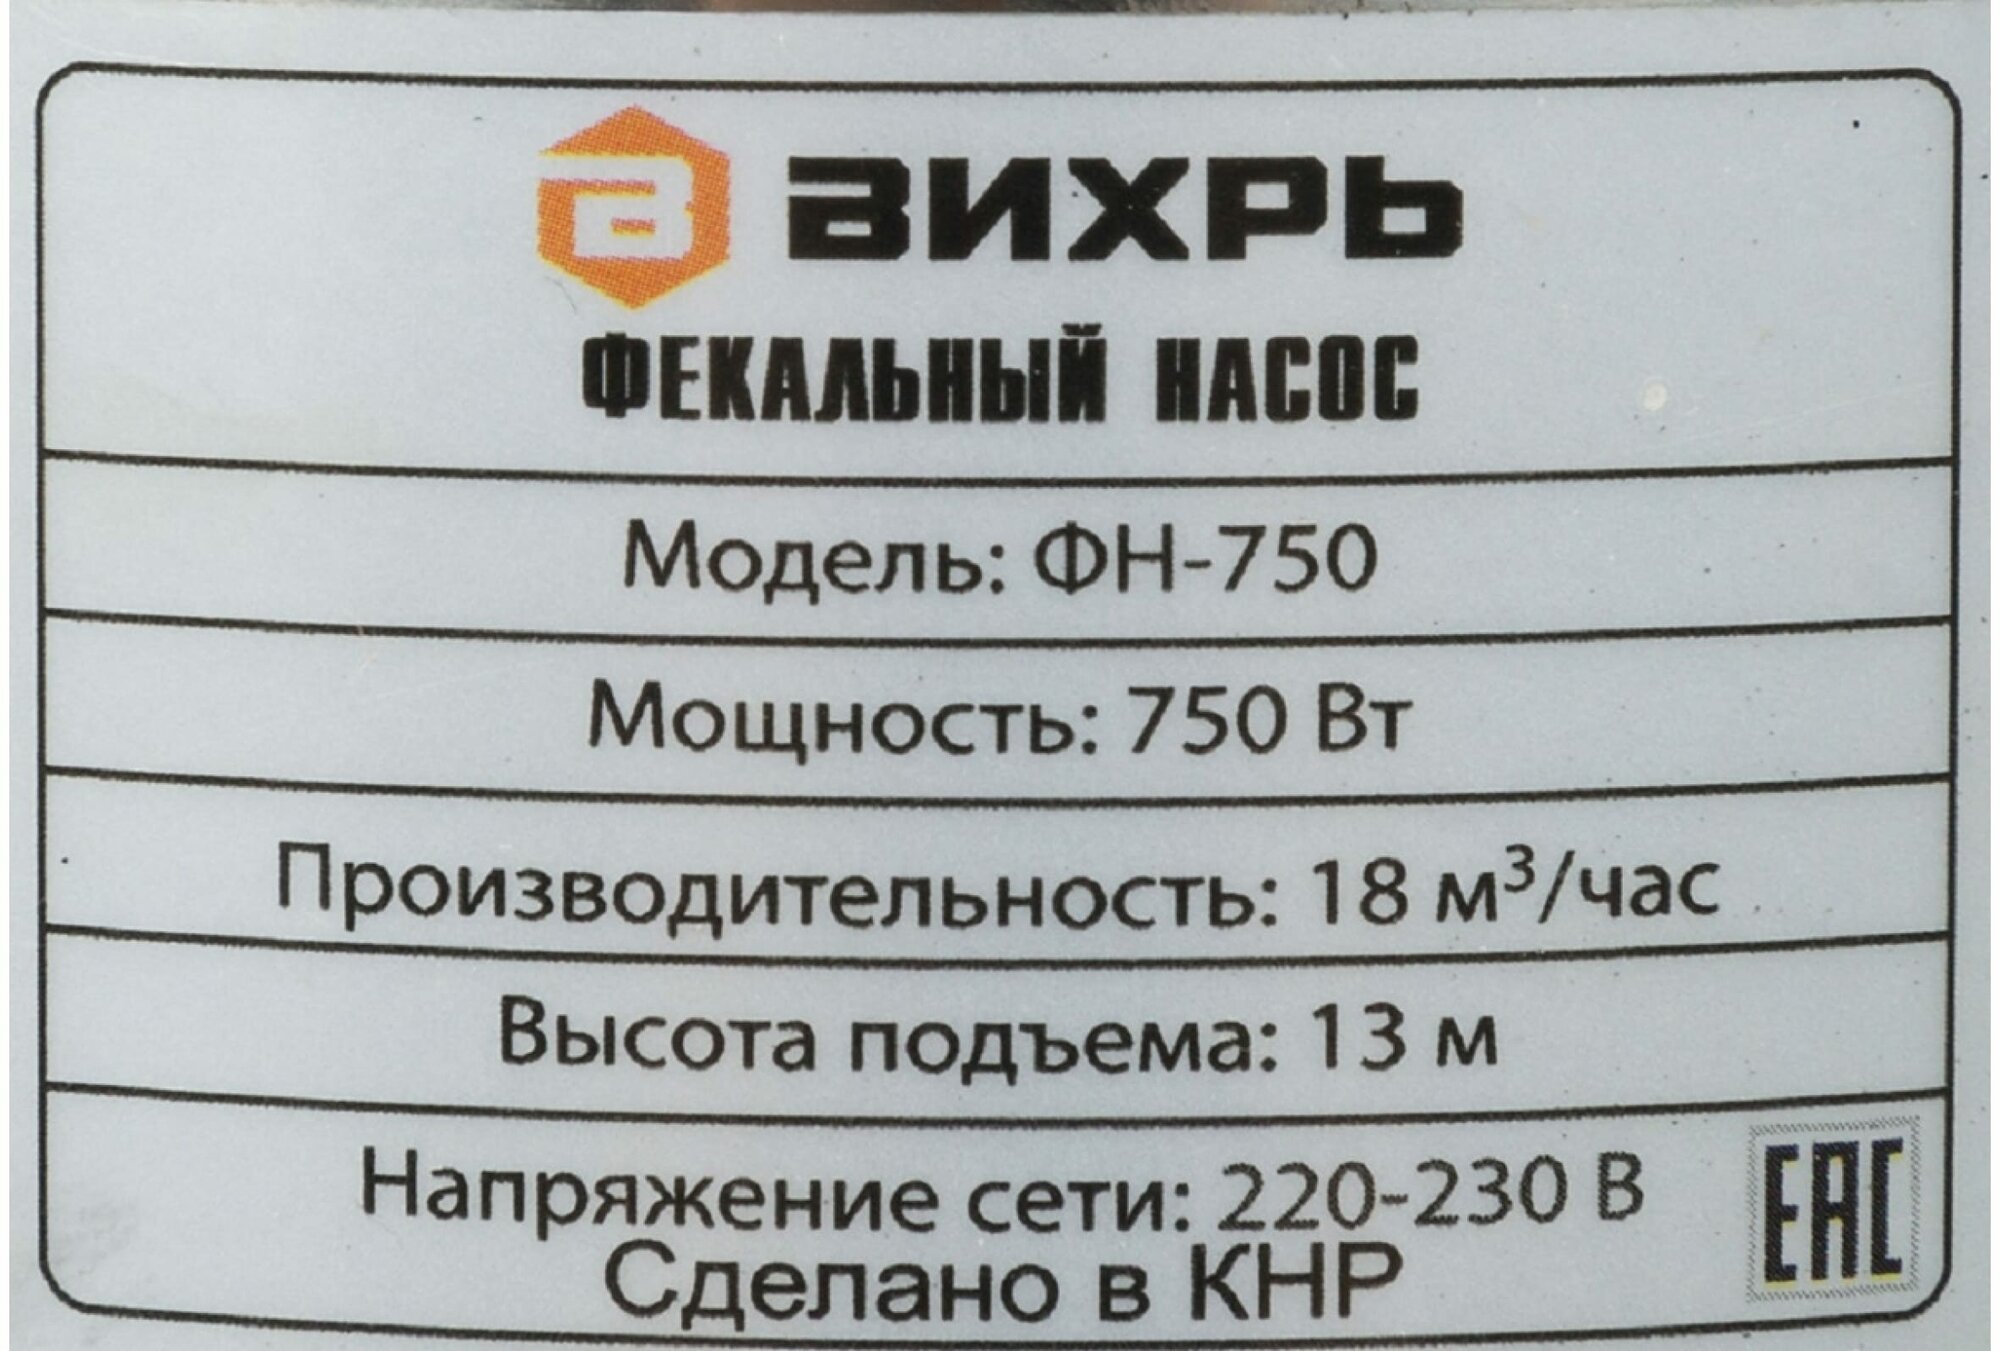 ВИХРЬ
ФЕКАЛЬНЫЙ НАСОС
Модель: ФН-750
Мощность: 750 Вт
Производительность: 18 м³/час
Высота подъема: 13 м
Напряжение сети: 220-230 В
Сделано в КНР
EAC